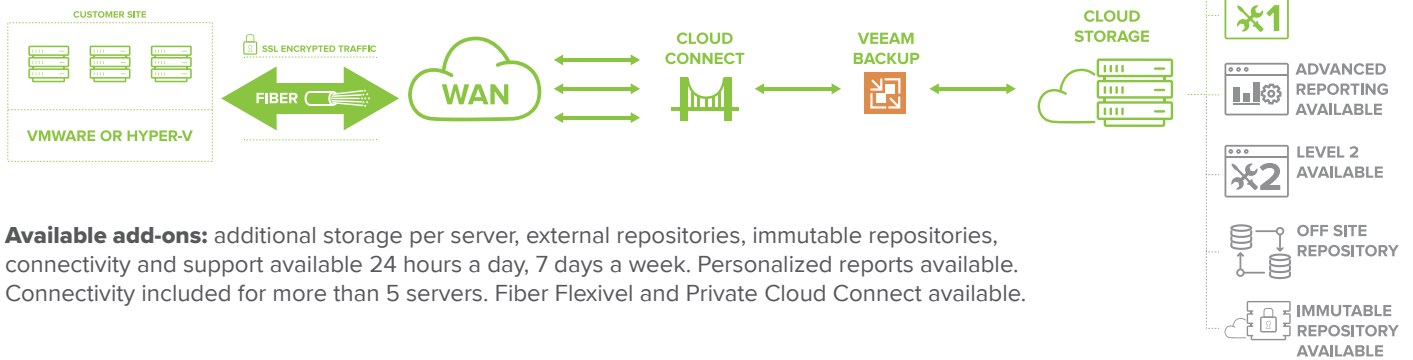 CUSTOMER SITE
VMWARE OR HYPER-V
SSL ENCRYPTED TRAFFIC
FIBER
WAN
CLOUD
CONNECT
VEEAM
BACKUP
CLOUD
STORAGE
1
ADVANCED
REPORTING
AVAILABLE
2
LEVEL 2
AVAILABLE
OFF SITE
REPOSITORY
IMMUTABLE
REPOSITORY
AVAILABLE
Available add-ons: additional storage per server, external repositories, immutable repositories,
connectivity and support available 24 hours a day, 7 days a week. Personalized reports available.
Connectivity included for more than 5 servers. Fiber Flexivel and Private Cloud Connect available.